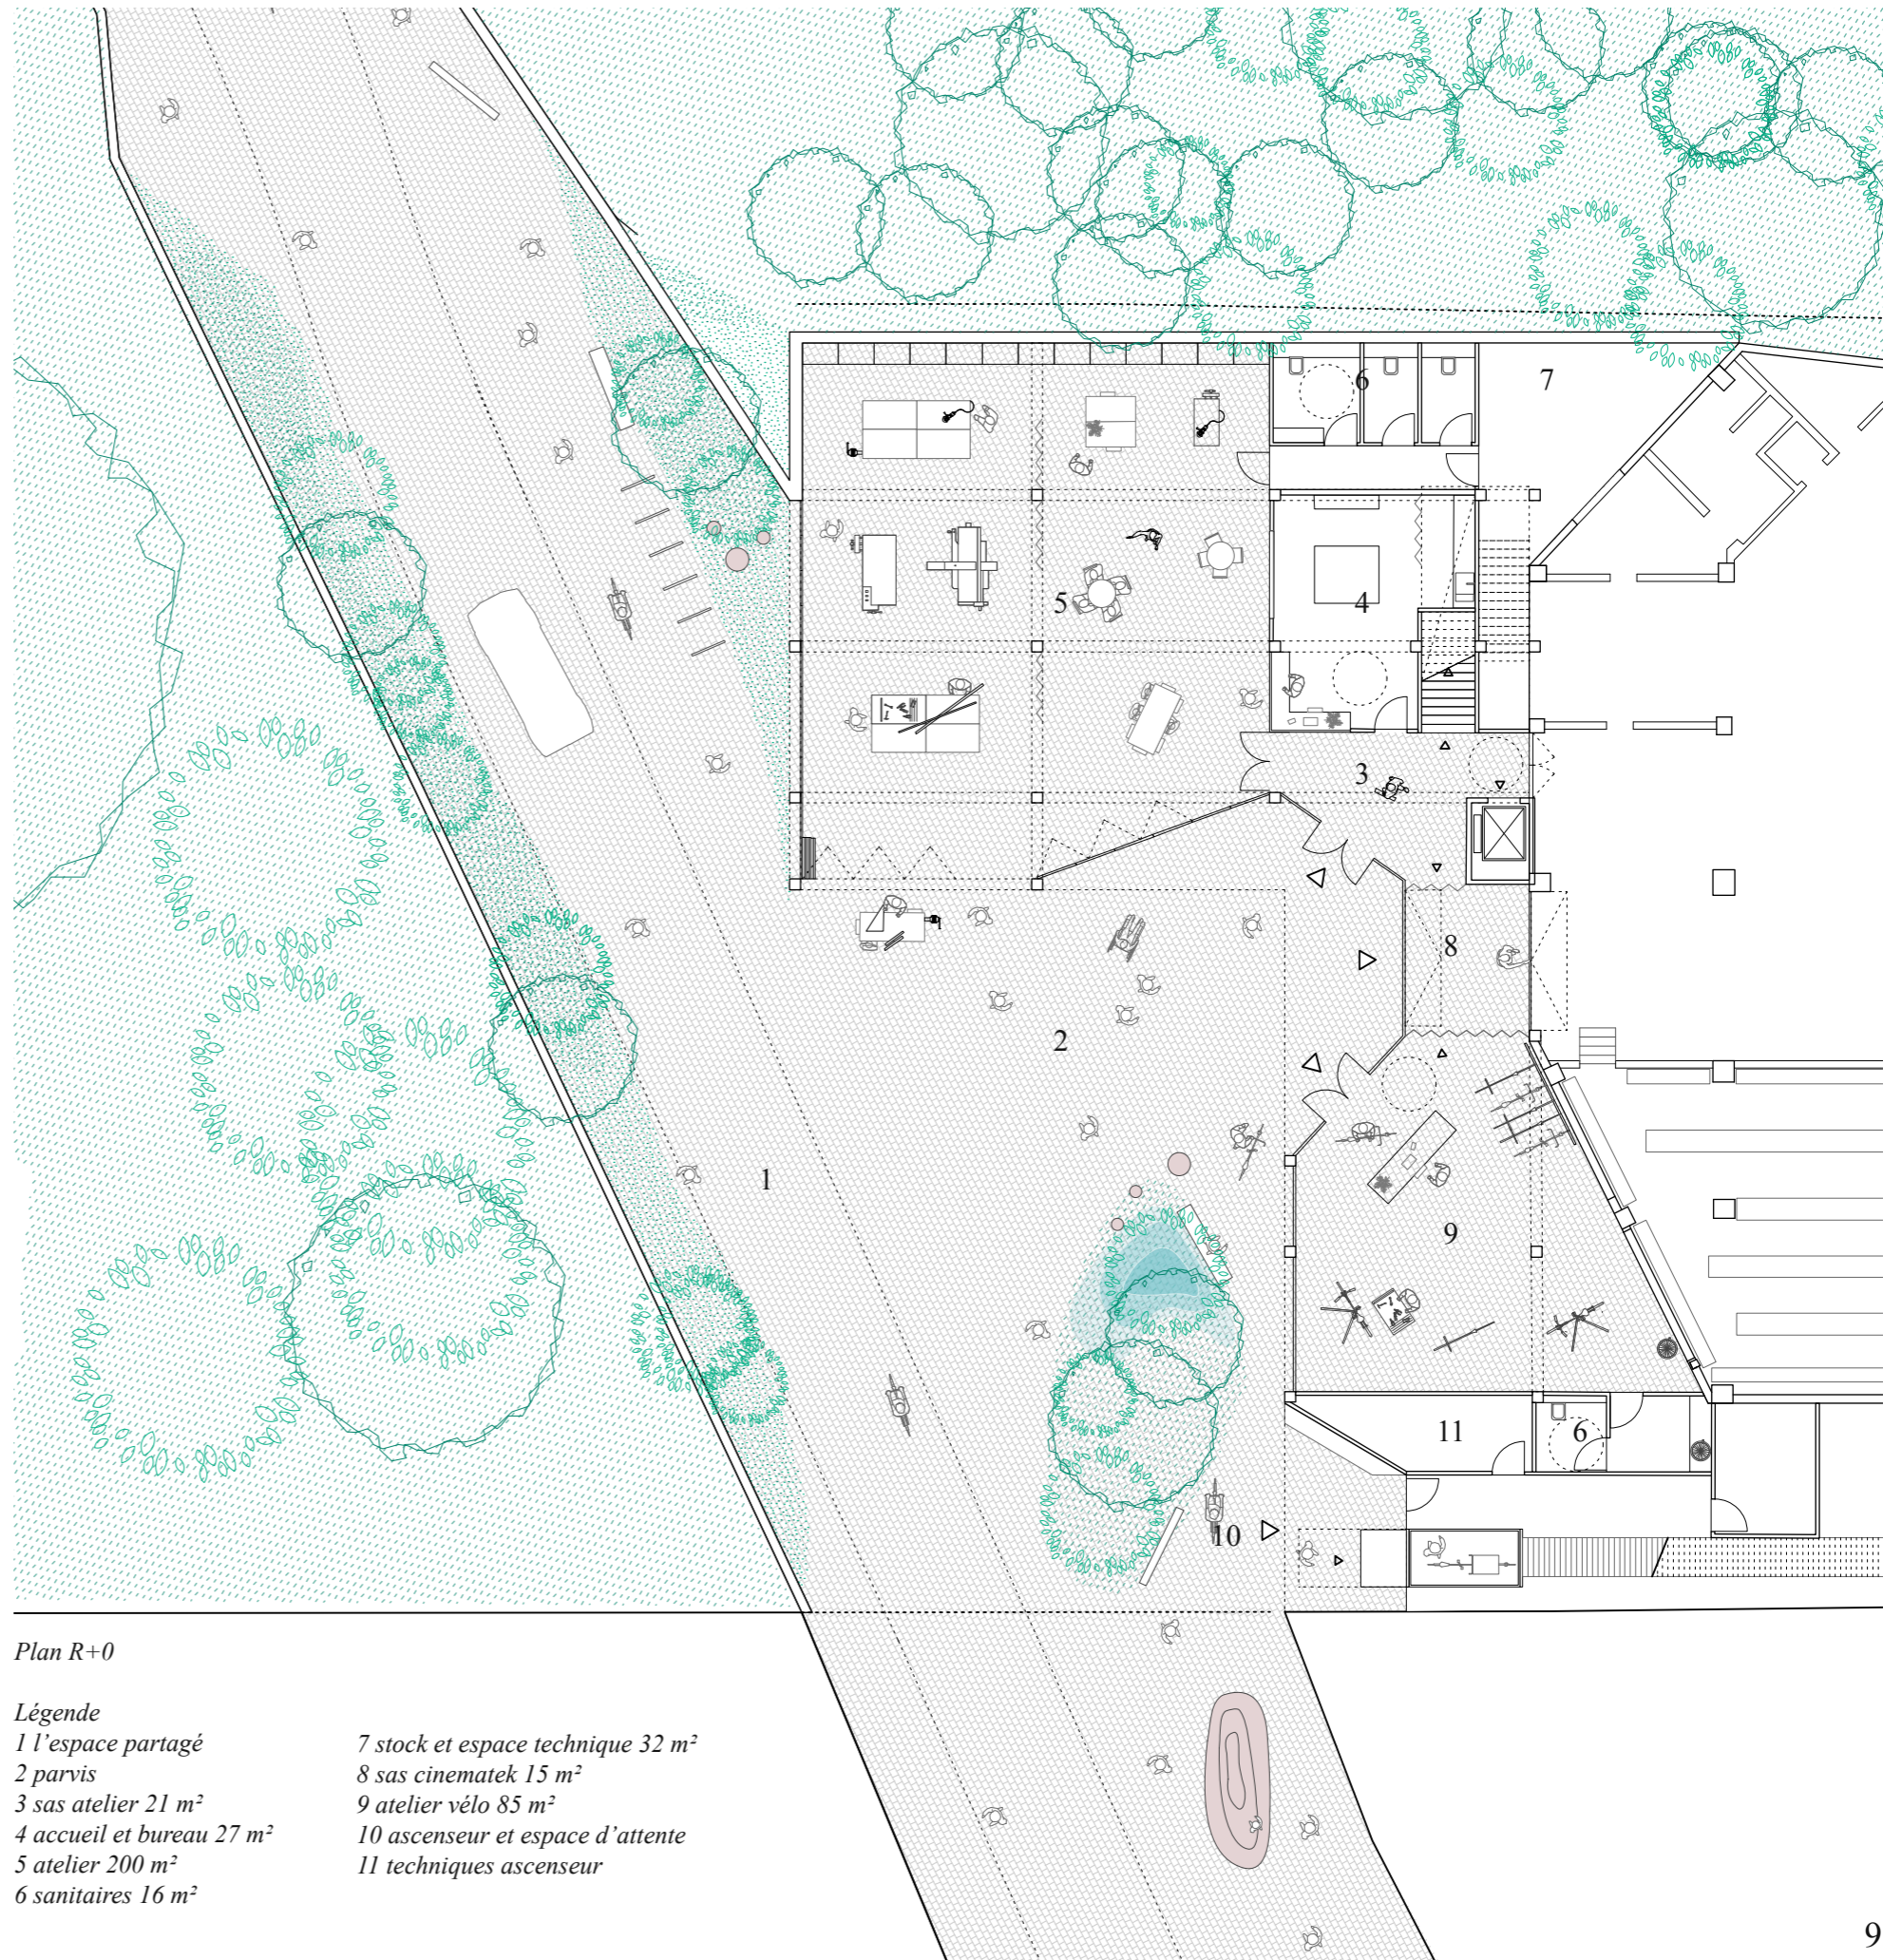 6
7
5
4
3
8
2
1
9
11
6
10
Plan R+0
Légende
1 l'espace partagé
2 parvis
3 sas atelier 21 m²
4 accueil et bureau 27 m²
5 atelier 200 m²
6 sanitaires 16 m²
7 stock et espace technique 32 m²
8 sas cinematek 15 m²
9 atelier vélo 85 m²
10 ascenseur et espace d'attente
11 techniques ascenseur
9